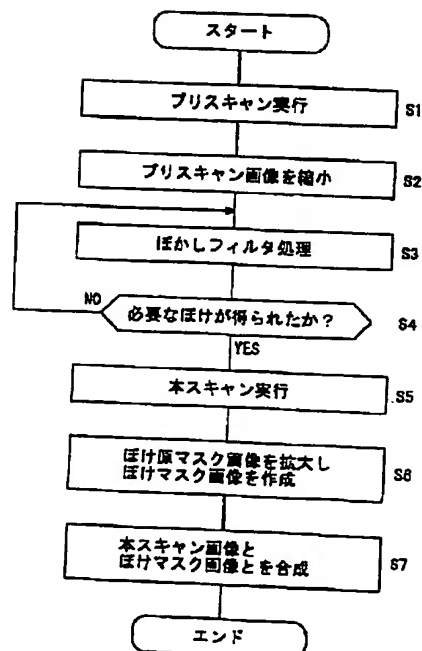 スタート
プリスキャン実行
S1
プリスキャン画像を縮小
S2
ぼかしフィルタ処理
S3
NO
必要なぼけが得られたか？
S4
YES
本スキャン実行
S5
ぼけ原マスク画像を拡大し
ぼけマスク画像を作成
S6
本スキャン画像と
ぼけマスク画像とを合成
S7
エンド